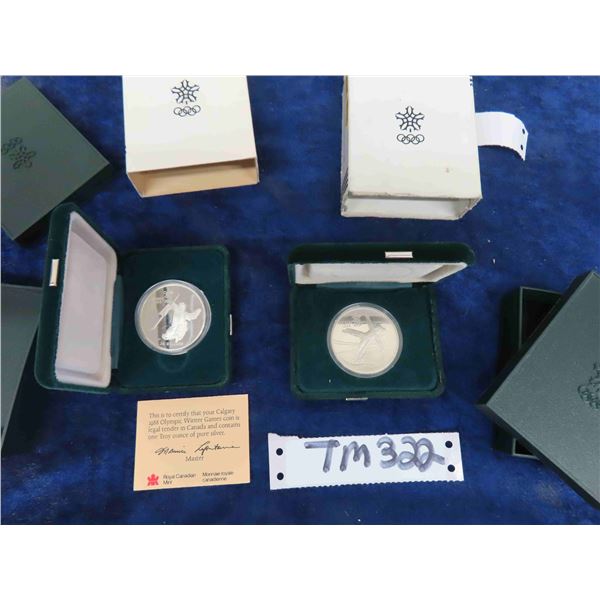 This is to certify that your Calgary
1988 Olympic Winter Games coin is
legal tender in Canada and contains
one Troy ounce of pure silver.
Master
Royal Canadian Mint
Monnaie royale canadienne
TM322